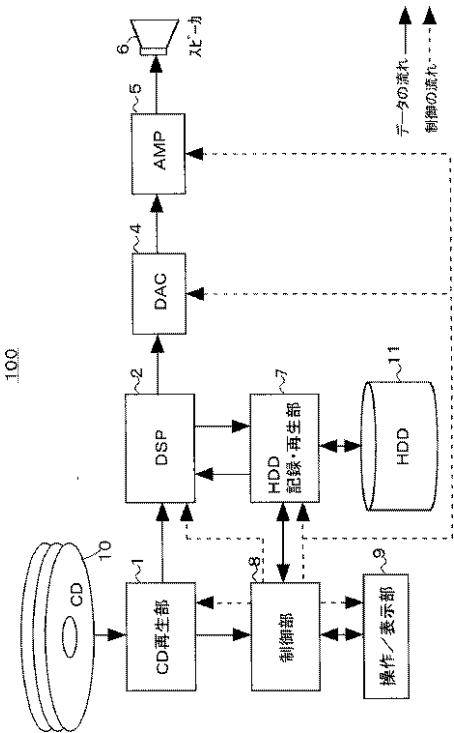 100
CD
10
CD再生部
1
DSP
2
DAC
4
AMP
5
スピーカ
6
制御部
8
HDD
記録・再生部
7
操作／表示部
9
HDD
11
データの流れ
制御の流れ